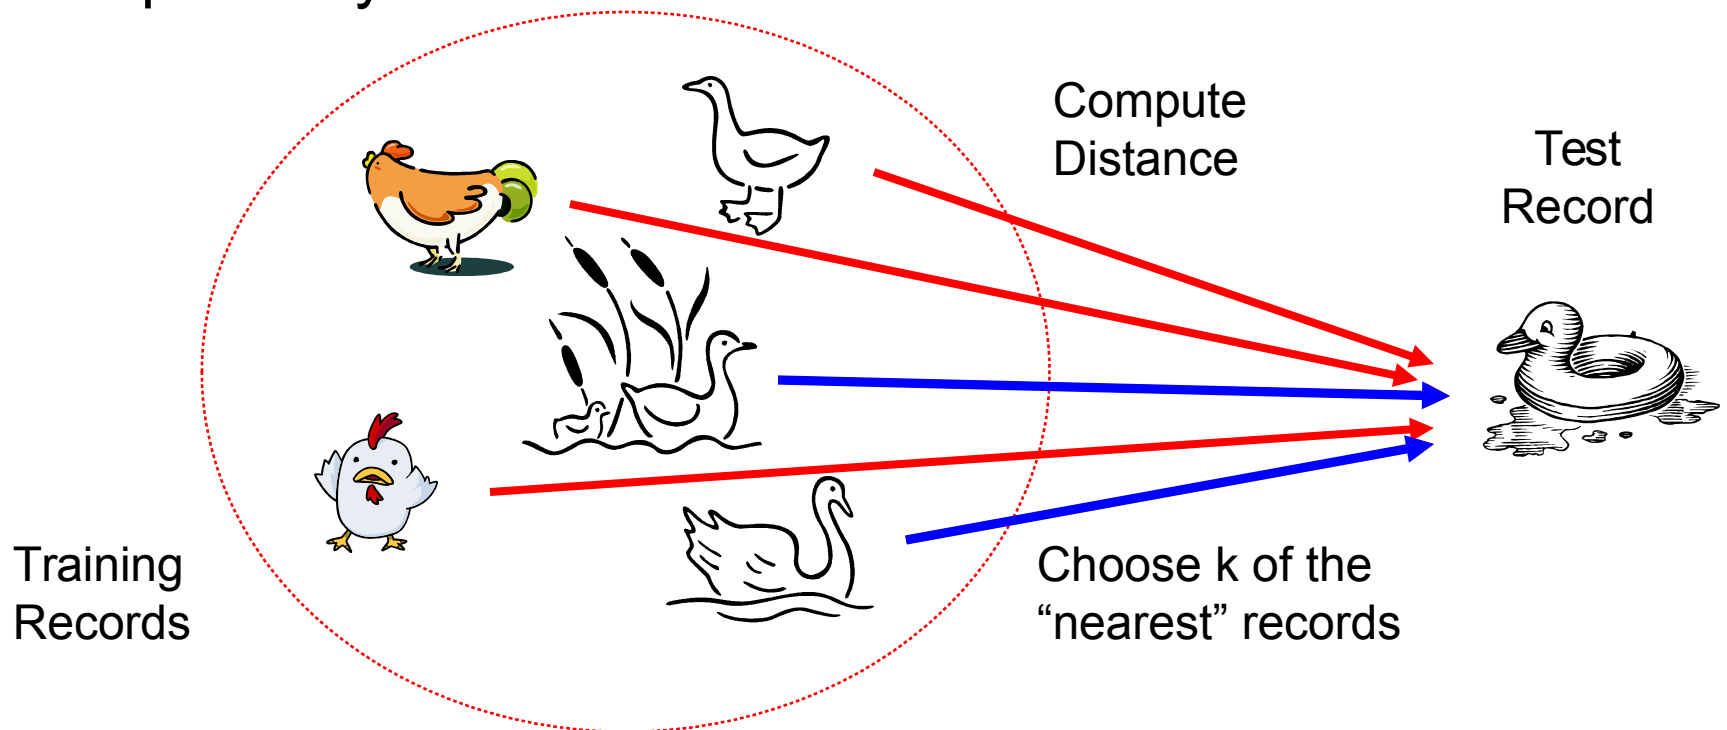 Compute
Distance
Test
Record
Training
Records
Choose k of the
“nearest” records